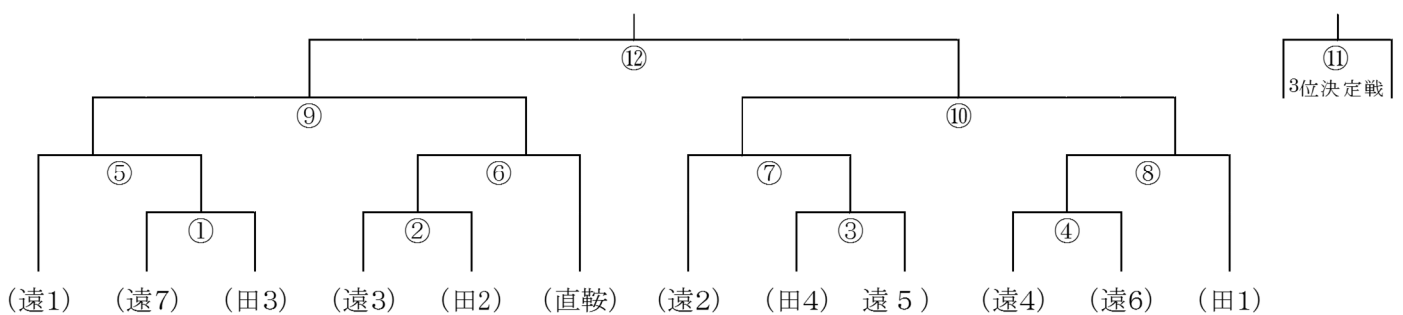 ⑫
⑪
3位決定戦
⑨ ⑩
⑤ ⑥ ⑦ ⑧
① ② ③ ④
(遠1) (遠7) (田3) (遠3) (田2) (直鞍) (遠2) (田4) 遠5) (遠4) (遠6) (田1)